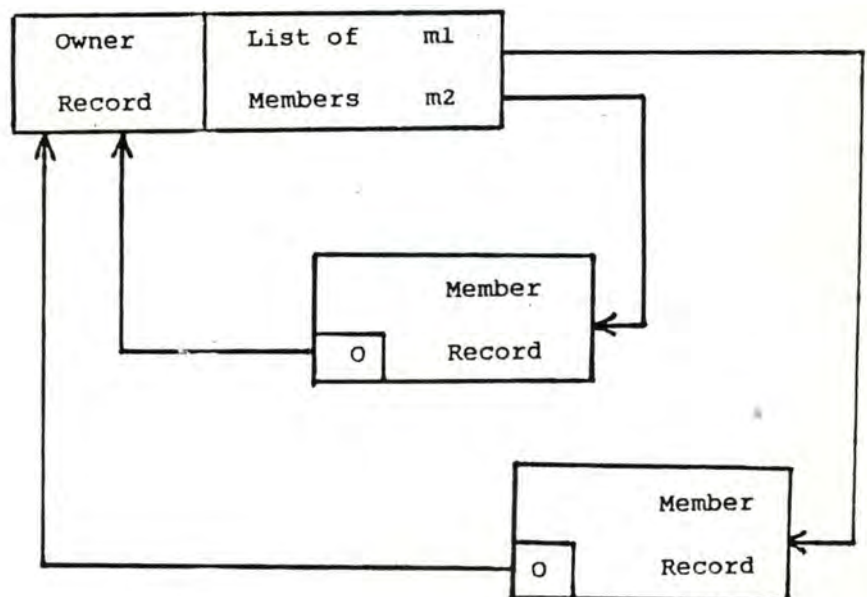 Owner
Record
List of m1
Members m2
Member
O Record
Member
O Record